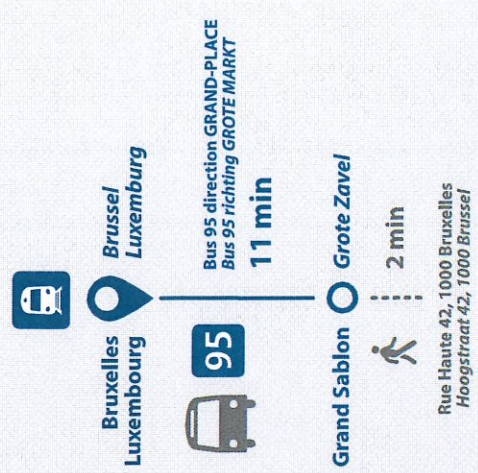 Bruxelles
Luxembourg
Brussel
Luxemburg
95
Bus 95 direction GRAND-PLACE
Bus 95 richting GROTE MARKT
11 min
Grand Sablon
Grote Zavel
2 min
Rue Haute 42, 1000 Bruxelles
Hoogstraat 42, 1000 Brussel